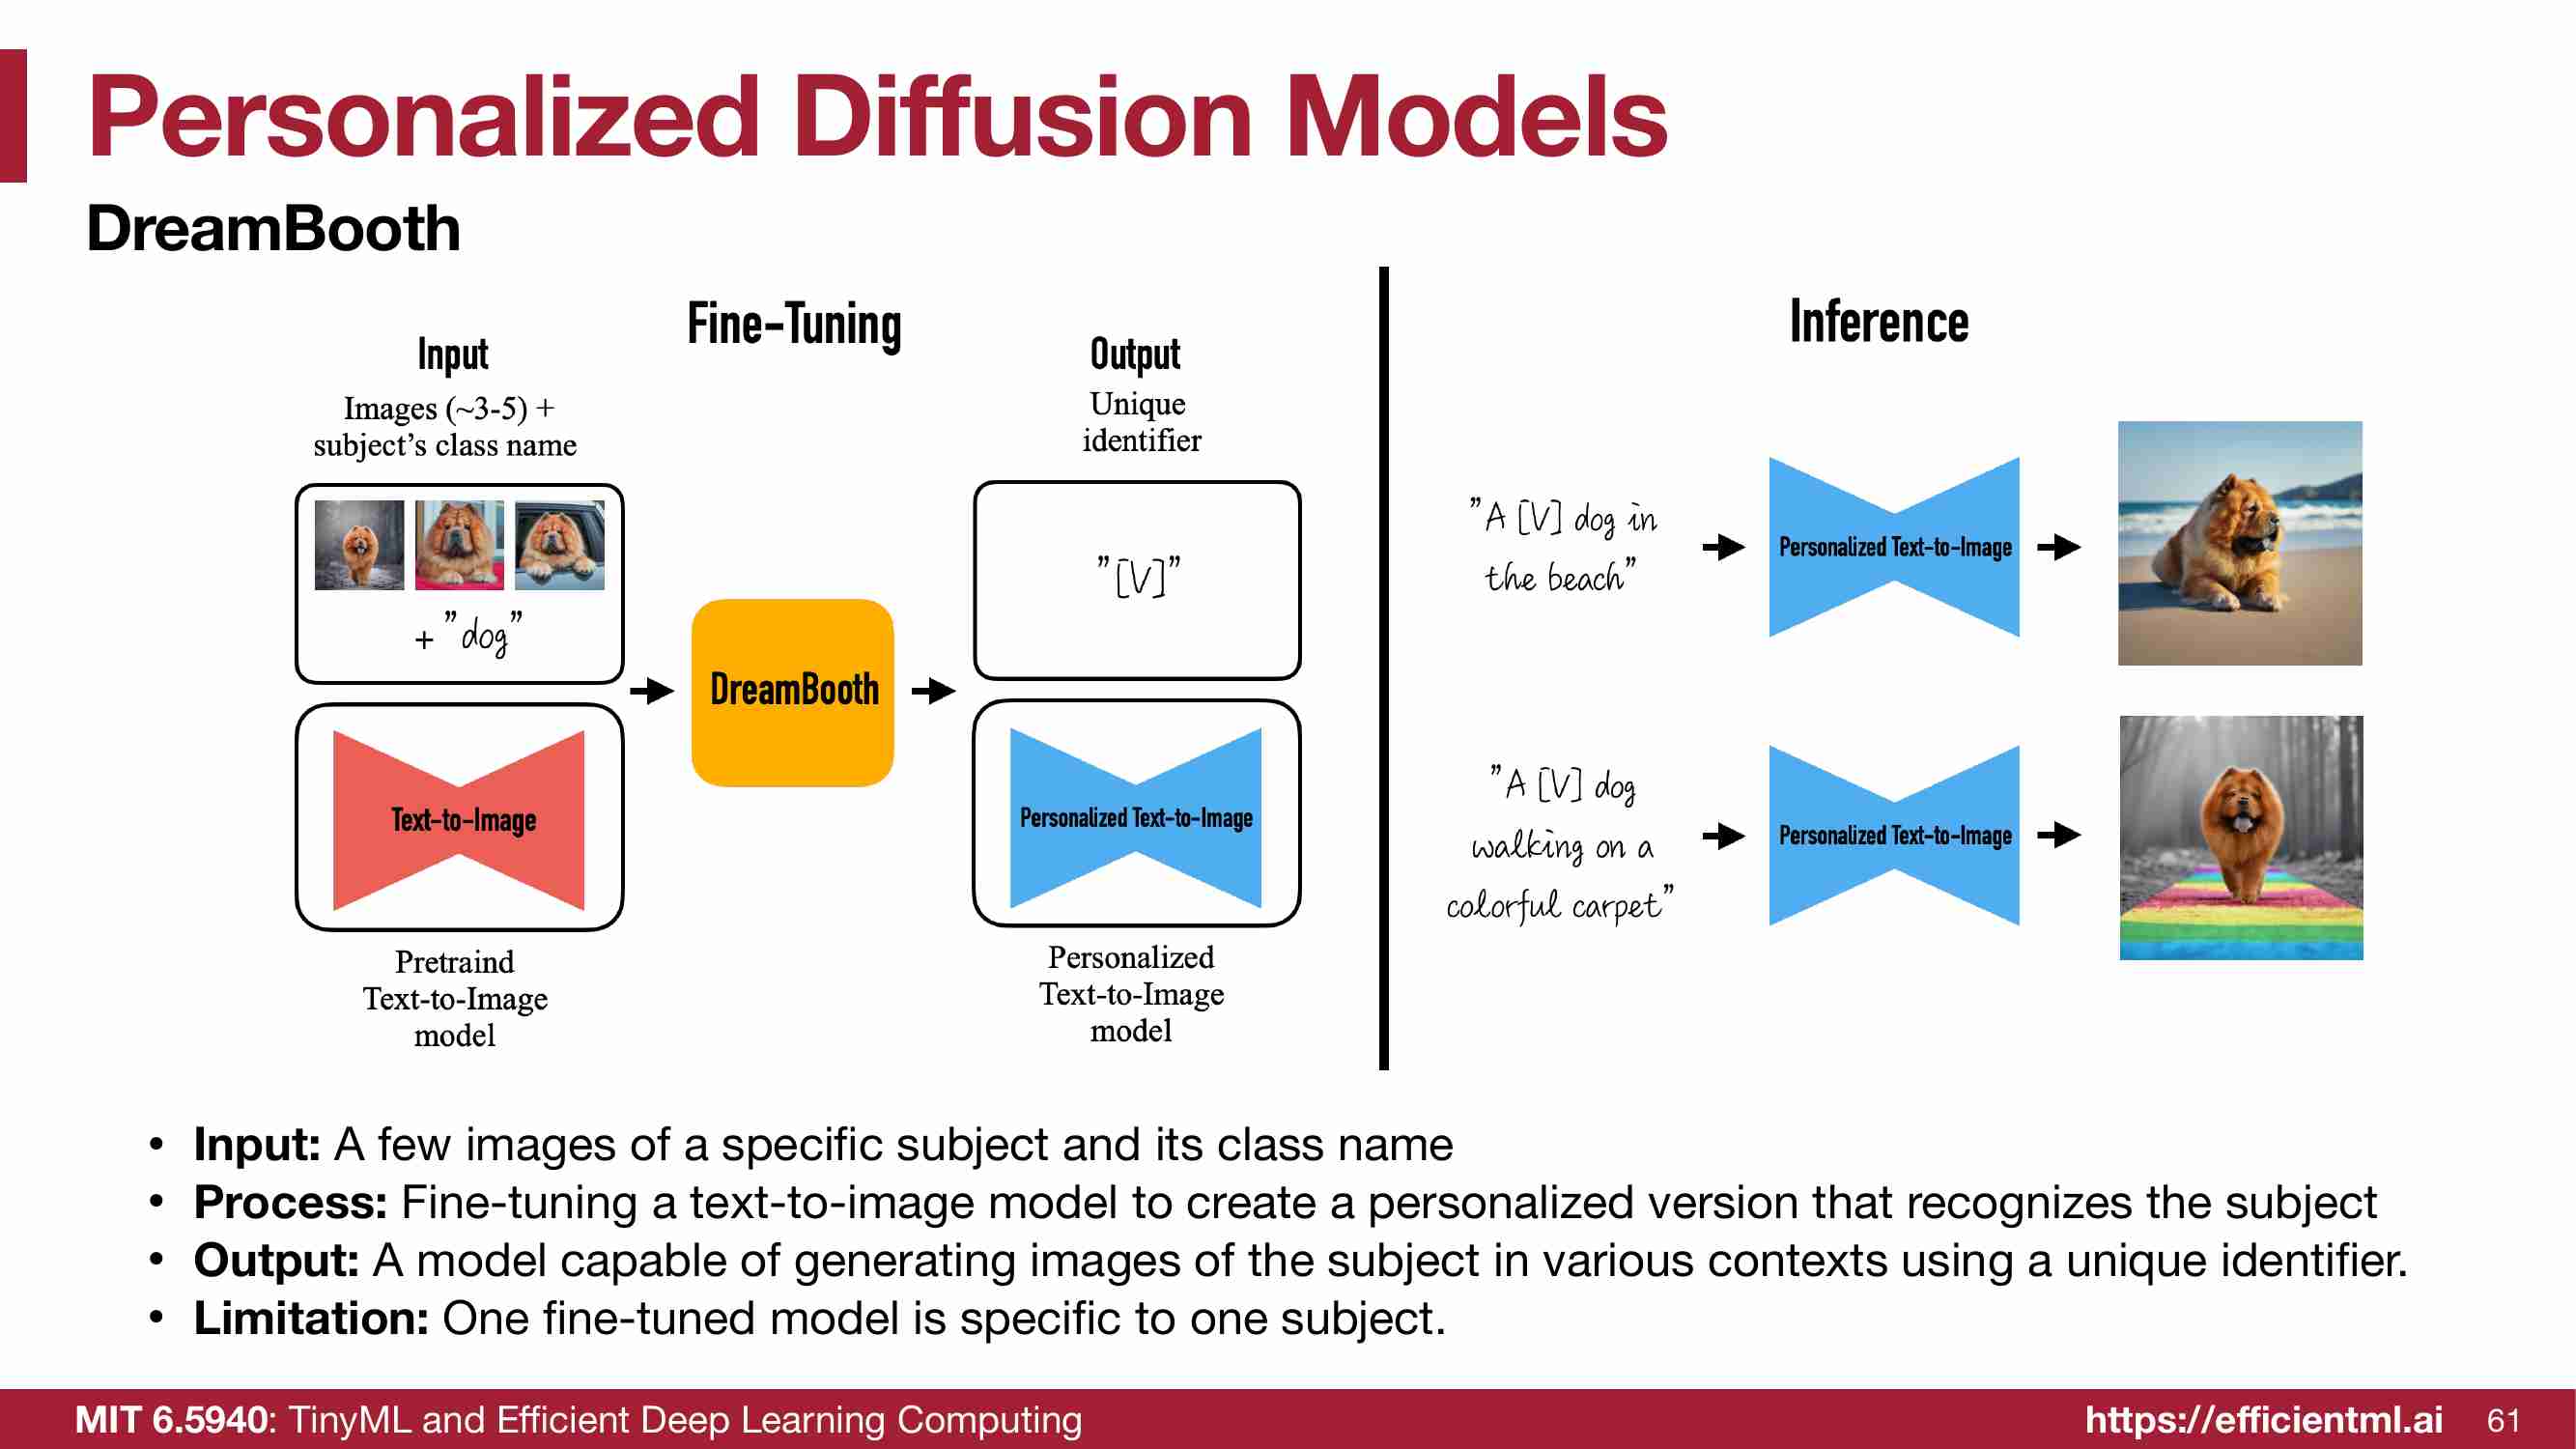 Personalized Diffusion Models
DreamBooth
Fine-Tuning
Input
Images (~3-5) +
subject's class name
+ "dog"
Text-to-Image
Pretraind
Text-to-Image
model
DreamBooth
Output
Unique
identifier
"[V]"
Personalized Text-to-Image
Personalized
Text-to-Image
model
Inference
"A [V] dog in
the beach"
Personalized Text-to-Image
"A [V] dog
walking on a
colorful carpet"
Personalized Text-to-Image
• Input: A few images of a specific subject and its class name
• Process: Fine-tuning a text-to-image model to create a personalized version that recognizes the subject
• Output: A model capable of generating images of the subject in various contexts using a unique identifier.
• Limitation: One fine-tuned model is specific to one subject.
MIT 6.5940: TinyML and Efficient Deep Learning Computing
https://efficientml.ai 61